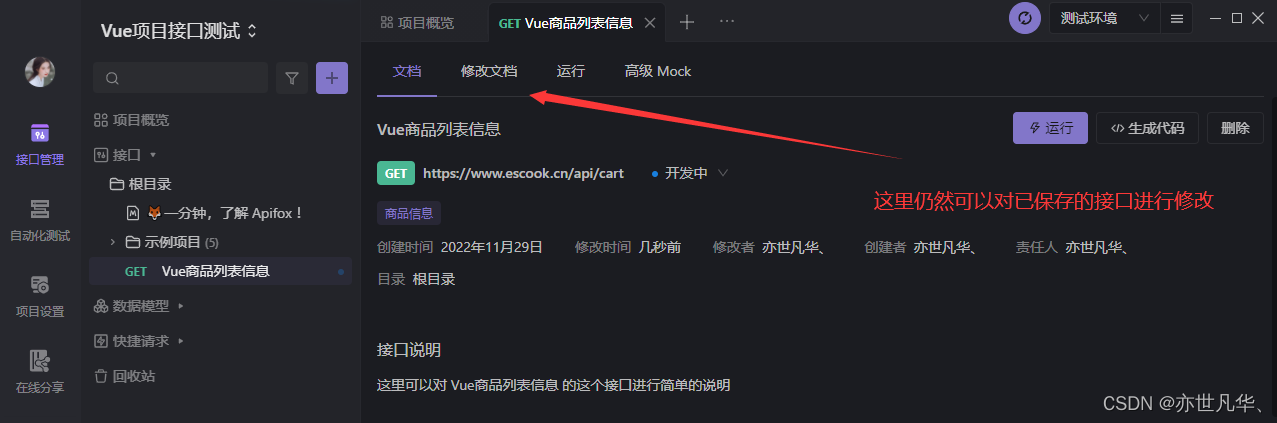 Vue项目接口测试
项目概览
GET Vue商品列表信息
测试环境
文档 修改文档 运行 高级 Mock
项目概览
接口
根目录
一分钟，了解 Apifox！
示例项目 (5)
GET Vue商品列表信息
数据模型
快捷请求
回收站
接口管理
自动化测试
项目设置
在线分享
Vue商品列表信息
运行 生成代码 删除
GET https://www.escook.cn/api/cart 开发中
这里仍然可以对已保存的接口进行修改
商品信息
创建时间 2022年11月29日 修改时间 几秒前 修改者 亦世凡华、 创建者 亦世凡华、 责任人 亦世凡华、
目录 根目录
接口说明
这里可以对 Vue商品列表信息 的这个接口进行简单的说明
CSDN @亦世凡华、